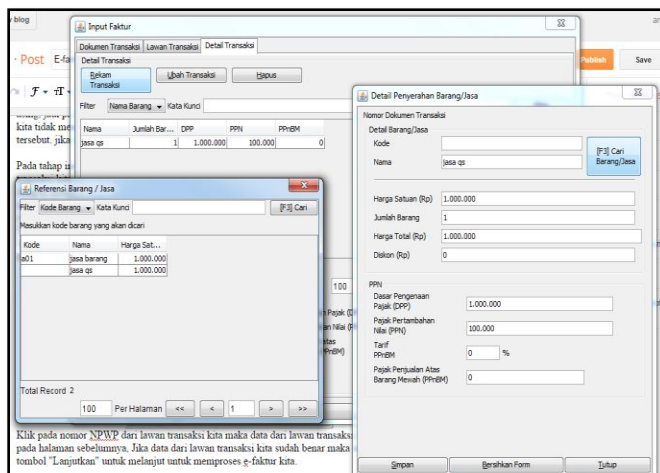 blog
Post
E-fa
Publish
Save
kita tidak me
tersebut. jika
Pada tahap i
Input Faktur
Dokumen Transaksi Lawan Transaksi Detail Transaksi
Detail Transaksi
Rekam Transaksi
Ubah Transaksi
Hapus
Filter Nama Barang Kata Kunci
Nama Jumlah Bar... DPP PPN PPnBM
jasa qs 1 1.000.000 100.000 0
Referensi Barang / Jasa
Filter Kode Barang Kata Kunci [F3] Cari
Masukkan kode barang yang akan dicari
Kode Nama Harga Sat...
a01 jasa barang 1.000.000
jasa qs 1.000.000
Total Record 2
100 Per Halaman << < 1 > >>
100
Detail Penyerahan Barang/Jasa
Nomor Dokumen Transaksi
Detail Barang/Jasa
Kode
[F3] Cari Barang/Jasa
Nama jasa qs
Harga Satuan (Rp) 1.000.000
Jumlah Barang 1
Harga Total (Rp) 1.000.000
Diskon (Rp) 0
PPN
Dasar Pengenaan
Pajak (DPP) 1.000.000
Pajak Pertambahan
Nilai (PPN) 100.000
Tarif
PPnBM 0 %
Pajak Penjualan Atas
Barang Mewah (PPnBM) 0
Simpan Bersihkan Form Tutup
Klik pada nomor NPWP dari lawan transaksi kita maka data dari lawan transaksi
pada halaman sebelumnya, Jika data dari lawan transaksi kita sudah benar maka
tombol "Lanjutkan" untuk melanjut untuk memproses e-faktur kita.